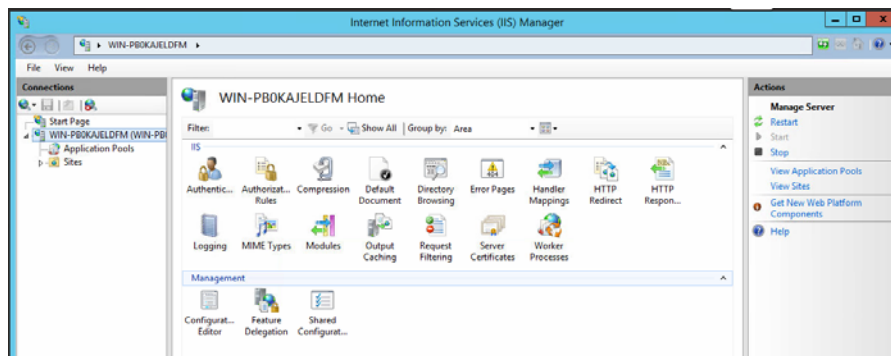 Internet Information Services (IIS) Manager
WIN-PB0KAJELDFM
File View Help
Connections
Start Page
WIN-PB0KAJELDFM (WIN-PB
Application Pools
Sites
WIN-PB0KAJELDFM Home
Filter: Go Show All Group by: Area
IIS
Authentic... Authorizat... Rules Compression Default Document Directory Browsing Error Pages Handler Mappings HTTP Redirect HTTP Respon...
Logging MIME Types Modules Output Caching Request Filtering Server Certificates Worker Processes
Management
Configurat... Editor Feature Delegation Shared Configurat...
Actions
Manage Server
Restart
Start
Stop
View Application Pools
View Sites
Get New Web Platform
Components
Help